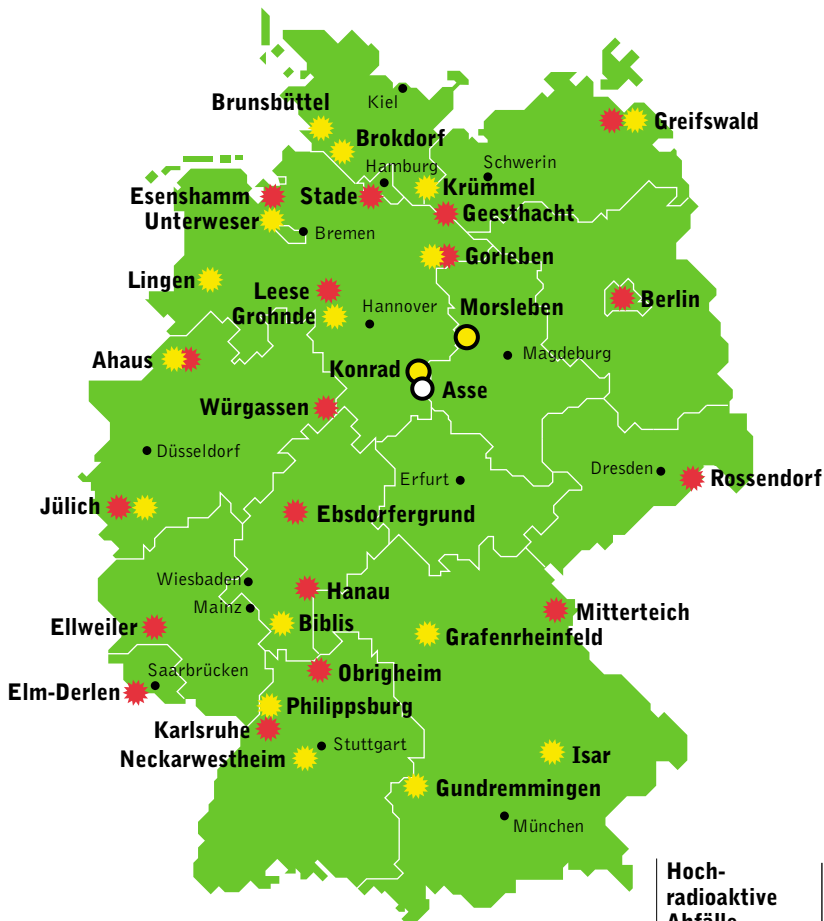 Kiel
Brunsbüttel
Greifswald
Brokdorf
Hamburg
Schwerin
Krümmel
Esenshamm
Stade
Geesthacht
Unterweser
Bremen
Gorleben
Lingen
Leese
Berlin
Hannover
Morsleben
Grohnde
Ahaus
Magdeburg
Konrad
Asse
Würgassen
Düsseldorf
Erfurt
Dresden
Rossendorf
Jülich
Ebsdorfergrund
Wiesbaden
Hanau
Mainz
Mitterteich
Ellweiler
Biblis
Grafenrheinfeld
Saarbrücken
Obrigheim
Elm-Derlen
Philippsburg
Karlsruhe
Stuttgart
Neckarwestheim
Isar
Gundremmingen
München
Hoch-
radioaktive
Abfälle